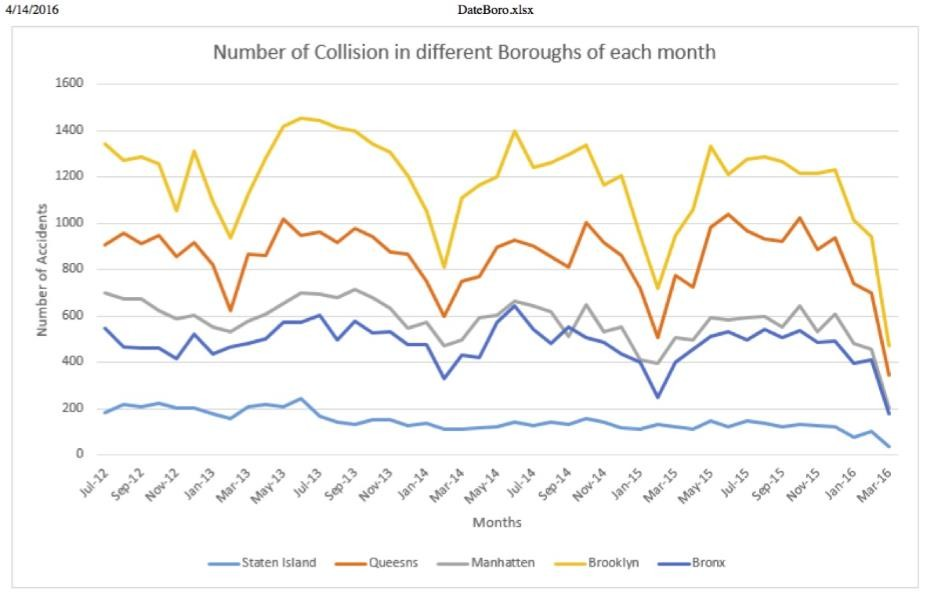 4/14/2016 DateBoro.xlsx
Number of Collision in different Boroughs of each month
1600
1400
1200
1000
800
600
400
200
0
Number of Accidents
Jul-12 Sep-12 Nov-12 Jan-13 Mar-13 May-13 Jul-13 Sep-13 Nov-13 Jan-14 Mar-14 May-14 Jul-14 Sep-14 Nov-14 Jan-15 Mar-15 May-15 Jul-15 Sep-15 Nov-15 Jan-16 Mar-16
Months
Staten Island Queesns Manhatten Brooklyn Bronx